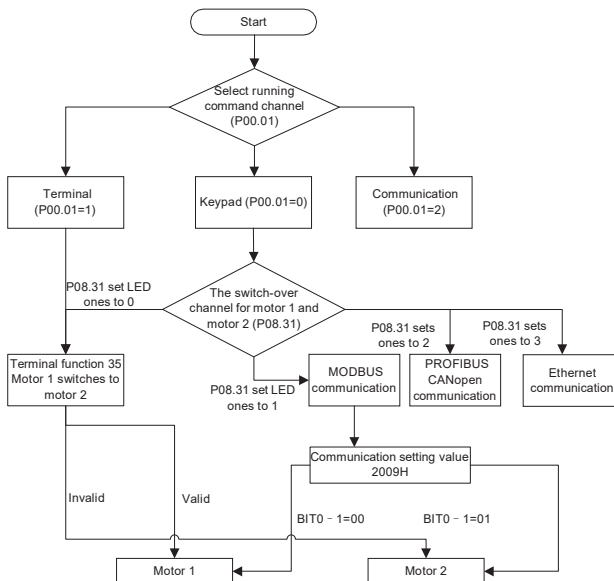 Start
Select running
command channel
(P00.01)
Terminal
(P00.01=1)
Keypad (P00.01=0)
Communication
(P00.01=2)
P08.31 set LED
ones to 0
The switch-over
channel for motor 1 and
motor 2 (P08.31)
P08.31 sets
ones to 2
P08.31 sets
ones to 3
Terminal function 35
Motor 1 switches to
motor 2
P08.31 set LED
ones to 1
MODBUS
communication
PROFIBUS
CANopen
communication
Ethernet
communication
Communication setting value
2009H
Invalid
Valid
BIT0﹣1=00
BIT0﹣1=01
Motor 1
Motor 2